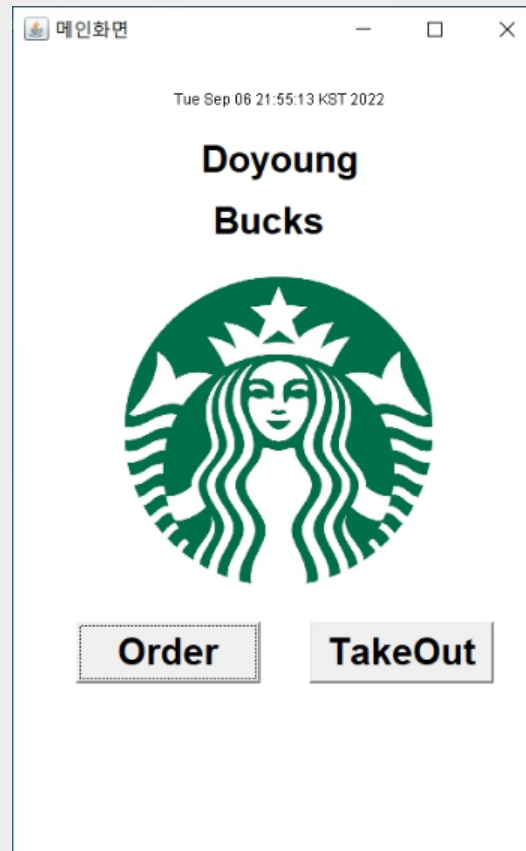 메인화면
Tue Sep 06 21:55:13 KST 2022
Doyoung
Bucks
Order TakeOut